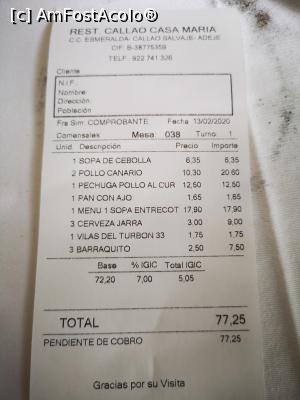 [c] AmFostAcolo®
REST. CALLAO CASA MARIA
C.C. ESMERALDA- CALLAO SALVAJE- ADEJE
CIF: B-38775359
TELF. 922 741 326
Cliente
N.I.F.:
Nombre:
Dirección:
Población
Fra.Sim: COMPROBANTE Fecha 13/02/2020
Comensales Mesa: 038 Turno: 1
Unid. Descripción Precio Importe
1 SOPA DE CEBOLLA 6,35 6,35
2 POLLO CANARIO 10,30 20,60
1 PECHUGA POLLO AL CUR 12,50 12,50
1 PAN CON AJO 1,65 1,65
1 MENU 1 SOPA ENTRECOT 17,90 17,90
3 CERVEZA JARRA 3,00 9,00
1 VILAS DEL TURBON 33 1,75 1,75
3 BARRAQUITO 2,50 7,50
Base % IGIC Total IGIC
72,20 7,00 5,05
TOTAL 77,25
PENDIENTE DE COBRO 77,25
Gracias por su Visita